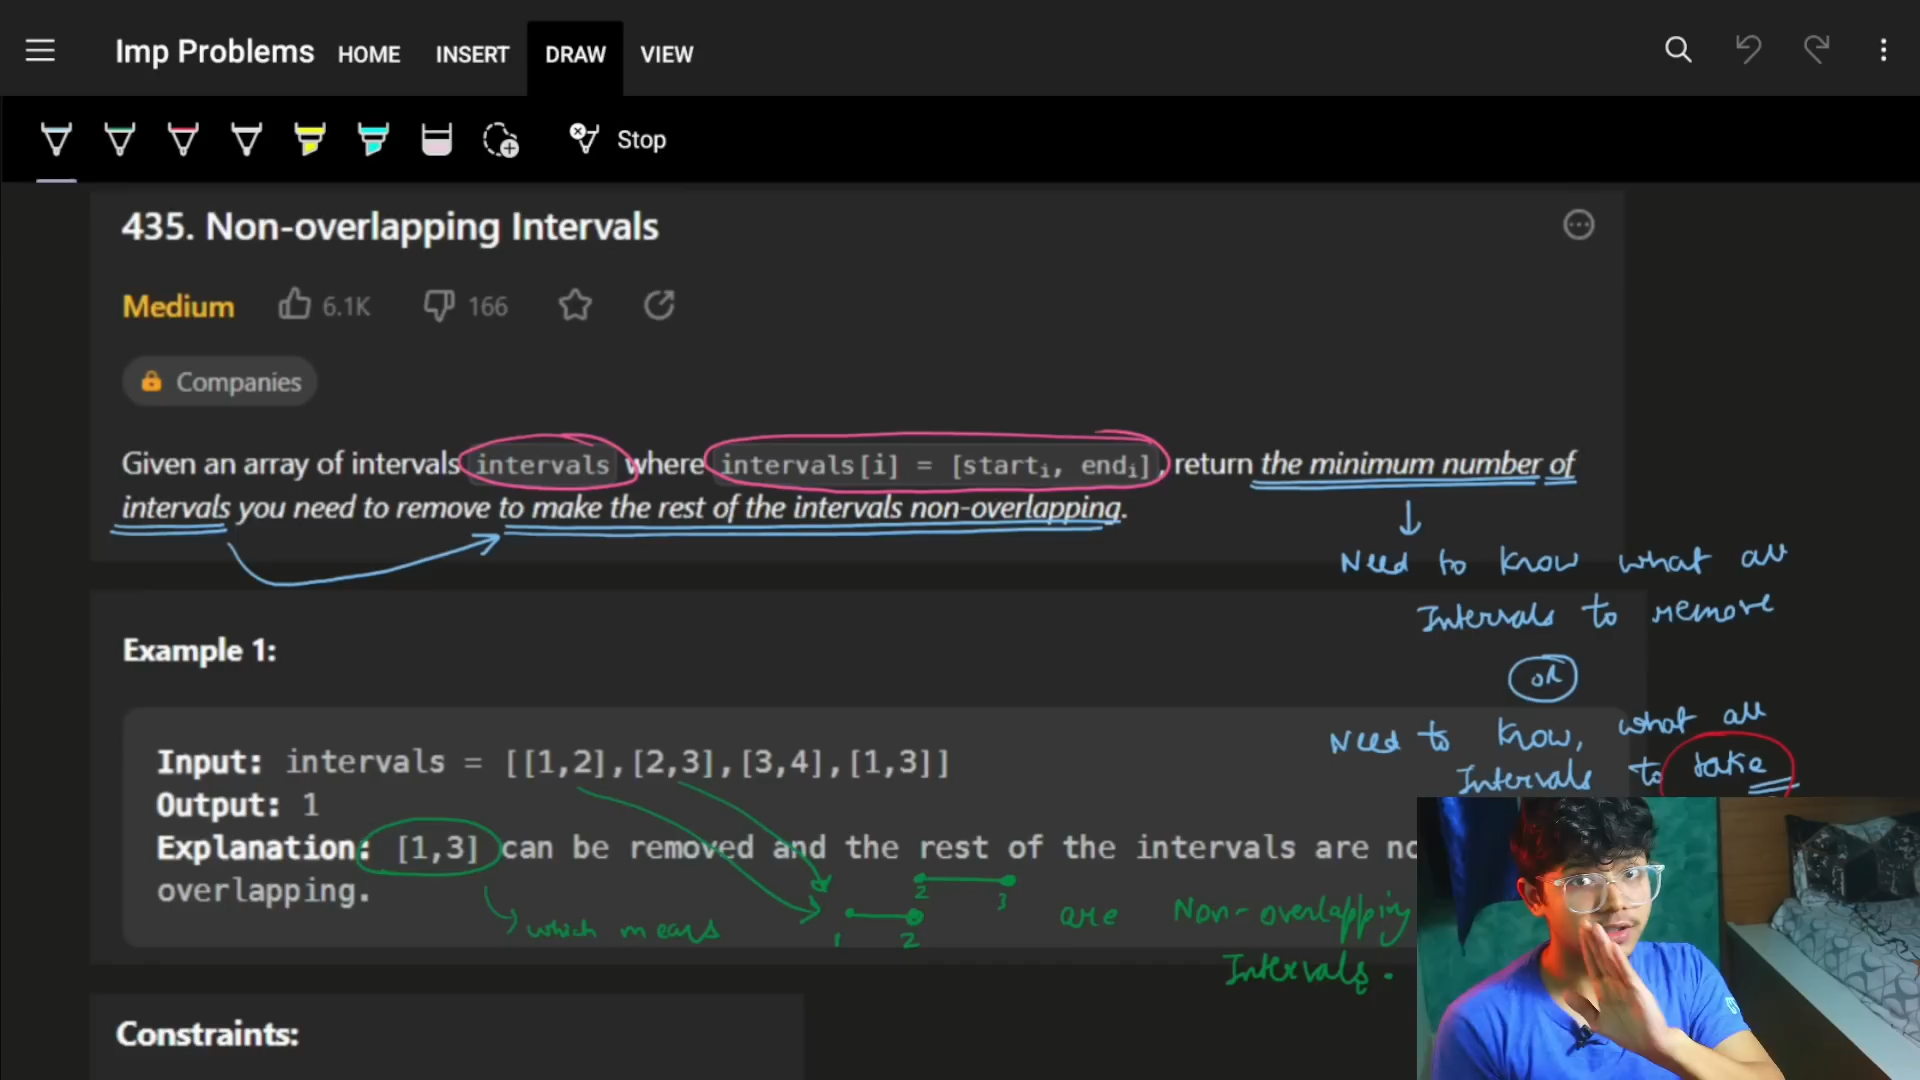 Imp Problems HOME INSERT DRAW VIEW
Stop
435. Non-overlapping Intervals
Medium 6.1K 166
Companies
Given an array of intervals intervals where intervals[i] = [starti, endi], return the minimum number of
intervals you need to remove to make the rest of the intervals non-overlapping.
Need to know what all
Intervals to remove
OR
Need to know, what all
Intervals to take
Example 1:
Input: intervals = [[1,2],[2,3],[3,4],[1,3]]
Output: 1
Explanation: [1,3] can be removed and the rest of the intervals are no
overlapping.
which means
1 2
2 3
are Non-overlapping
Intervals.
Constraints: